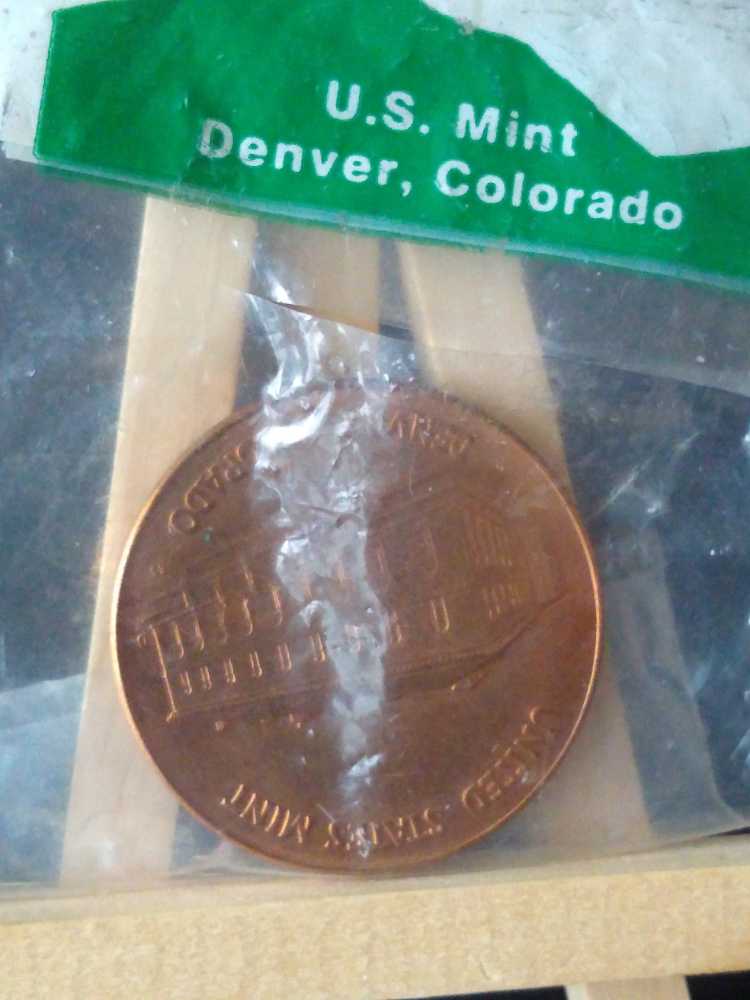 U.S. Mint
Denver, Colorado
UNITED STATES MINT